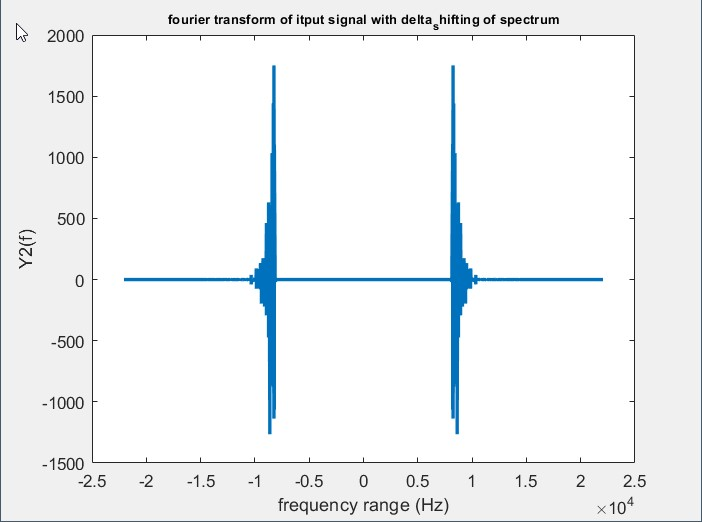 fourier transform of itput signal with delta_shifting of spectrum
2000
1500
1000
500
0
-500
-1000
-1500
Y2(f)
-2.5 -2 -1.5 -1 -0.5 0 0.5 1 1.5 2 2.5
frequency range (Hz)
×10^4